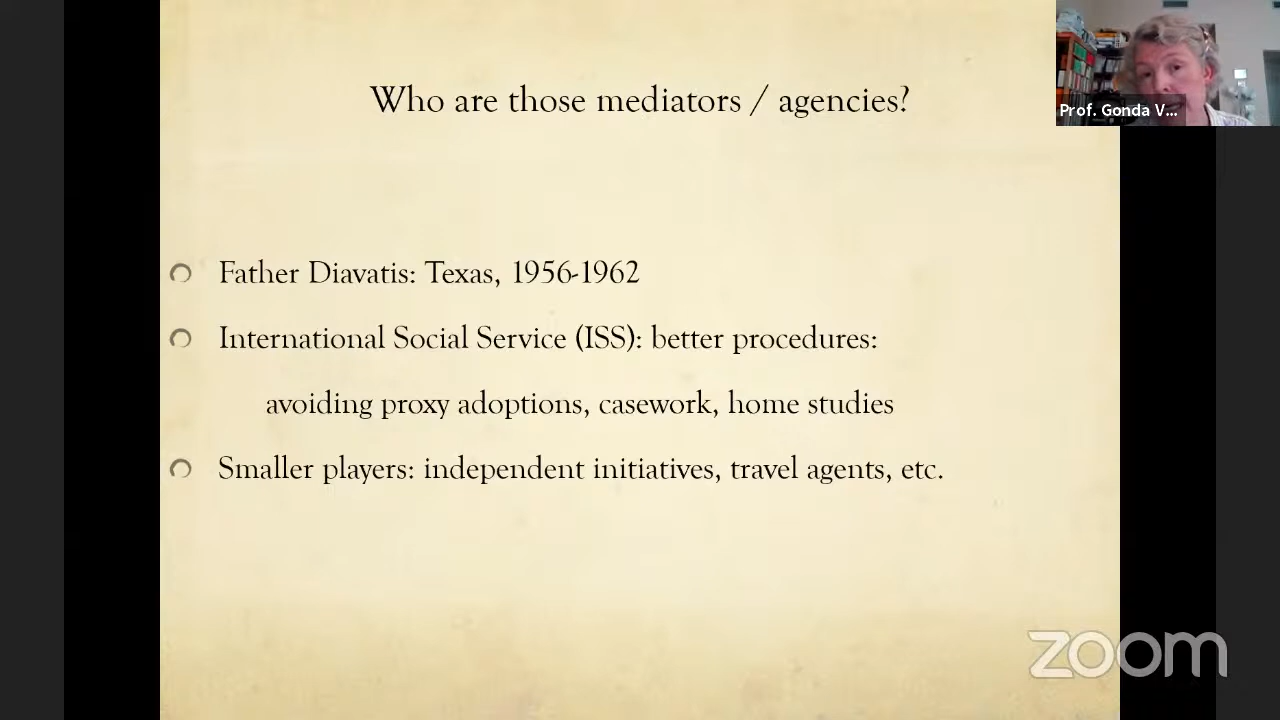 Who are those mediators / agencies?
Prof. Gonda V...
Father Diavatis: Texas, 1956-1962
International Social Service (ISS): better procedures:
avoiding proxy adoptions, casework, home studies
Smaller players: independent initiatives, travel agents, etc.
zoom